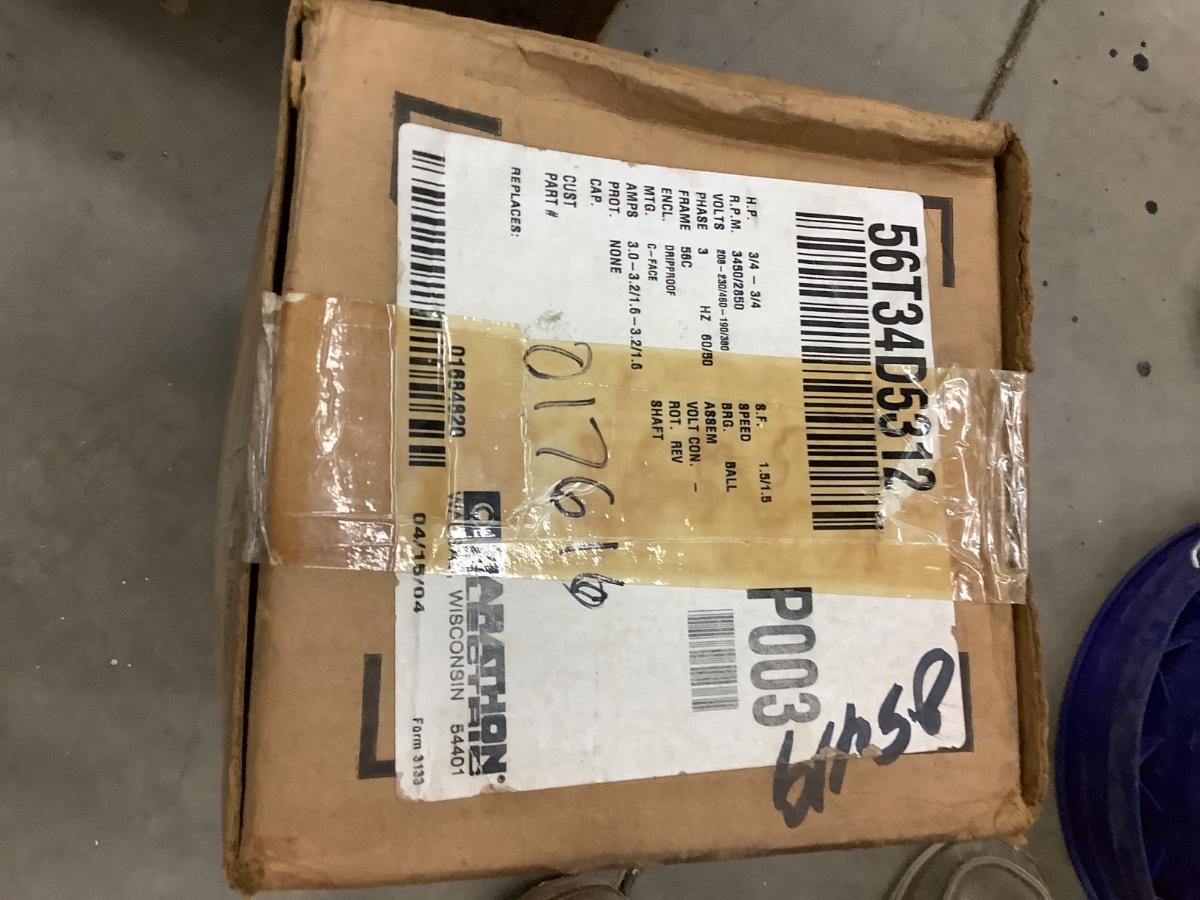 56T34D5312
P003
H.P. 3/4-3/4
R.P.M. 3450/2850
VOLTS 208-230/460-190/380
PHASE 3 HZ 60/50
FRAME 56C
ENCL. DRIPPROOF
MTG. C-FACE
AMPS 3.0-3.2/1.6-3.2/1.6
PROT. NONE
CAP.
S.F. 1.5/1.5
SPEED
BRG. BALL
ASSEM
VOLT CON. -
ROT. REV
SHAFT
CUST
PART #
REPLACES:
017616
MARATHON®
ELECTRIC
WISCONSIN 54401
01684820
04/15/04
Form 3133